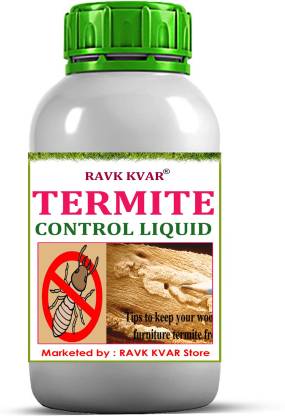 RAVK KVAR®
TERMITE
CONTROL LIQUID
Tips to keep your woo
furniture termite fr
Marketed by : RAVK KVAR Store